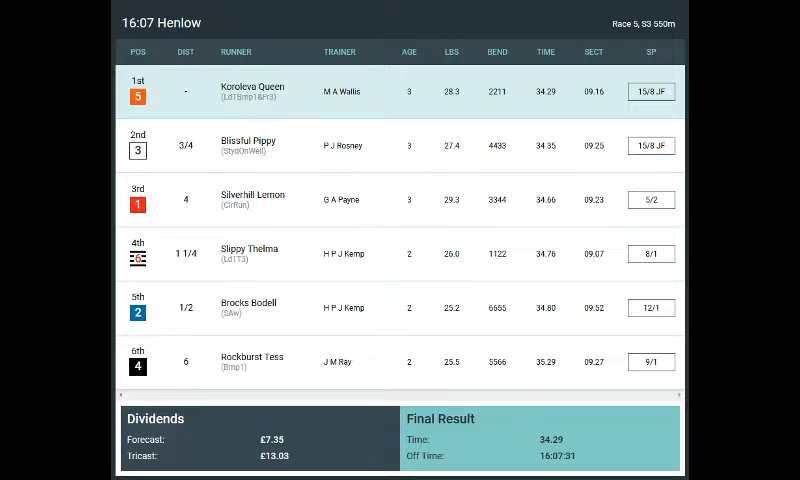 16:07 Henlow
Race 5, S3 550m
POS DIST RUNNER TRAINER AGE LBS BEND TIME SECT SP
1st
5 - Koroleva Queen M A Wallis 3 28.3 2211 34.29 09.16 15/8 JF
(LdTBmp1&Fr3)
2nd
3 3/4 Blissful Pippy P J Rosney 3 27.4 4433 34.35 09.25 15/8 JF
(StydOnWell)
3rd
1 4 Silverhill Lemon G A Payne 3 29.3 3344 34.66 09.23 5/2
(ClrRun)
4th
6 1 1/4 Slippy Thelma H P J Kemp 2 26.0 1122 34.76 09.07 8/1
(Ld1T3)
5th
2 1/2 Brocks Bodell H P J Kemp 2 25.2 6655 34.80 09.52 12/1
(SAw)
6th
4 6 Rockburst Tess J M Ray 2 25.5 5566 35.29 09.27 9/1
(Bmp1)
Dividends
Forecast: £7.35
Tricast: £13.03
Final Result
Time: 34.29
Off Time: 16:07:31